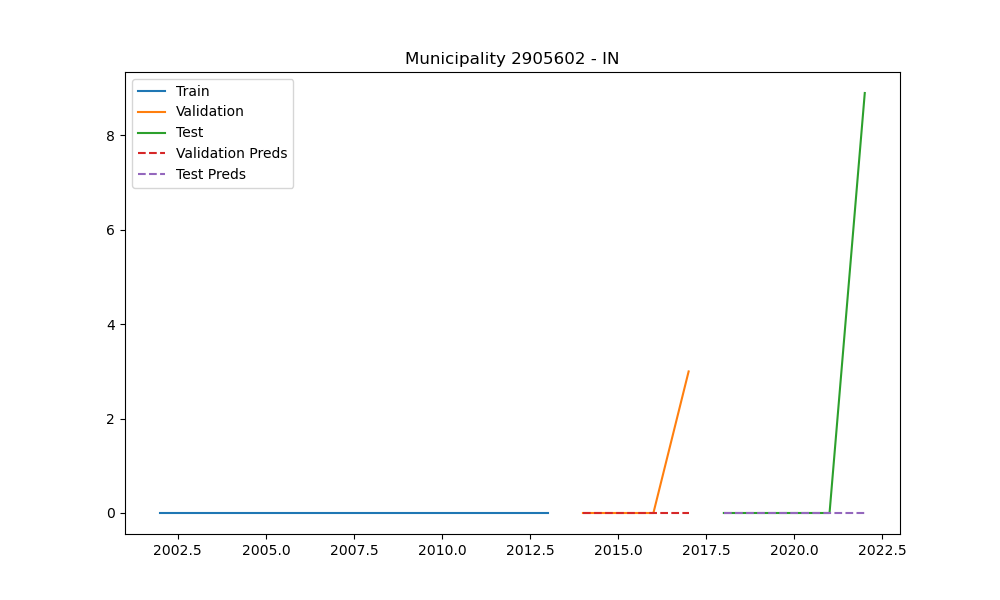 Municipality 2905602 - IN
Train
Validation
Test
Validation Preds
Test Preds
8
6
4
2
0
2002.5 2005.0 2007.5 2010.0 2012.5 2015.0 2017.5 2020.0 2022.5